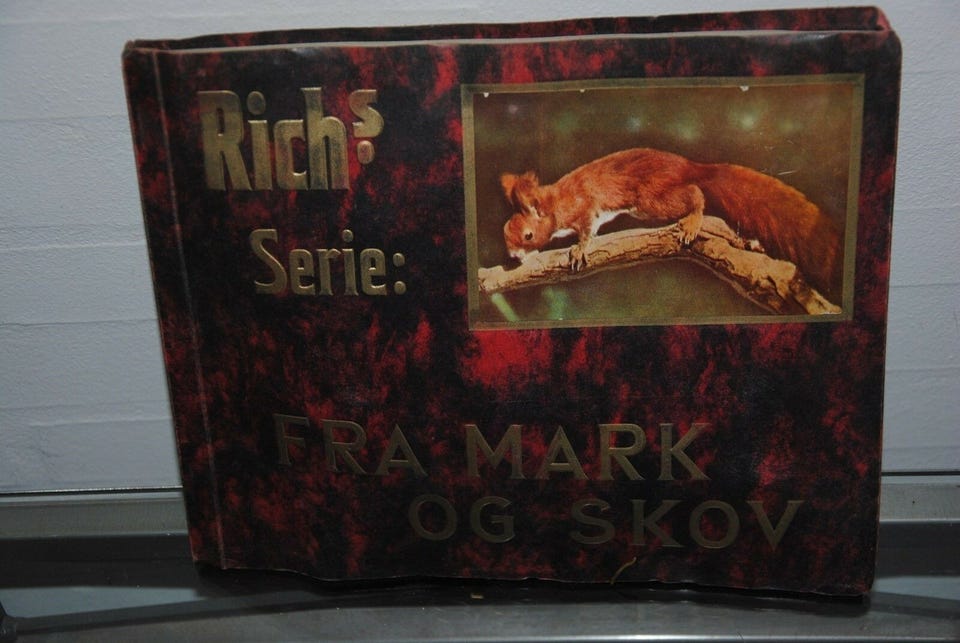 Richs
Serie:
FRA MARK
OG SKOV